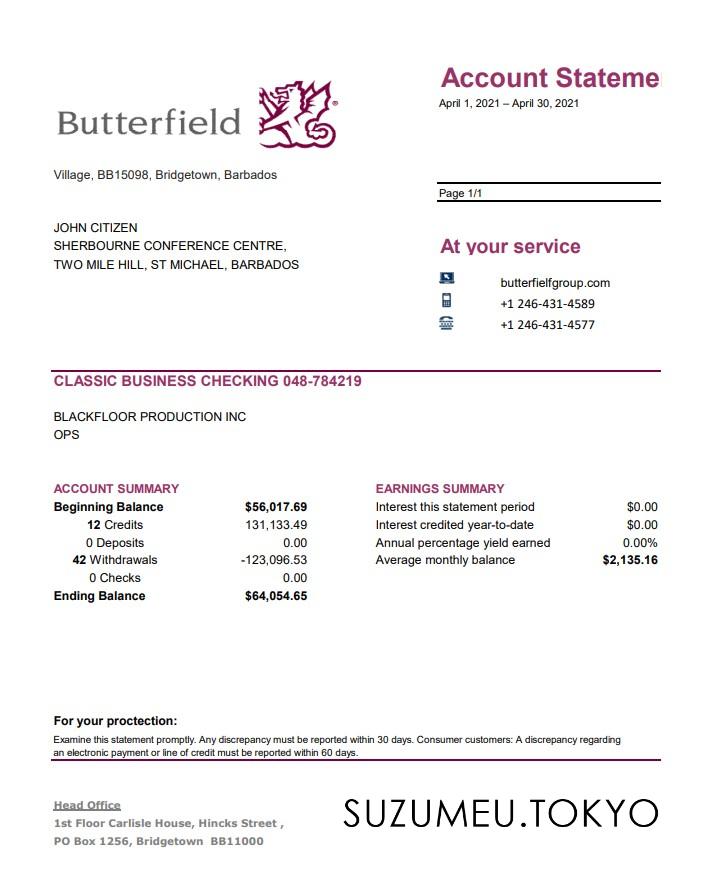 Account Stateme
April 1, 2021 – April 30, 2021
Butterfield ®
Village, BB15098, Bridgetown, Barbados
Page 1/1
JOHN CITIZEN
SHERBOURNE CONFERENCE CENTRE,
TWO MILE HILL, ST MICHAEL, BARBADOS
At your service
butterfielfgroup.com
+1 246-431-4589
+1 246-431-4577
CLASSIC BUSINESS CHECKING 048-784219
BLACKFLOOR PRODUCTION INC
OPS
ACCOUNT SUMMARY
Beginning Balance $56,017.69
12 Credits 131,133.49
0 Deposits 0.00
42 Withdrawals -123,096.53
0 Checks 0.00
Ending Balance $64,054.65
EARNINGS SUMMARY
Interest this statement period $0.00
Interest credited year-to-date $0.00
Annual percentage yield earned 0.00%
Average monthly balance $2,135.16
For your proctection:
Examine this statement promptly. Any discrepancy must be reported within 30 days. Consumer customers: A discrepancy regarding
an electronic payment or line of credit must be reported within 60 days.
Head Office
1st Floor Carlisle House, Hincks Street ,
PO Box 1256, Bridgetown BB11000
SUZUMEU.TOKYO